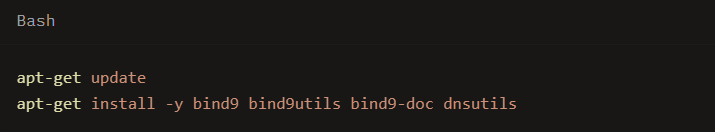 Bash
apt-get update
apt-get install -y bind9 bind9utils bind9-doc dnsutils